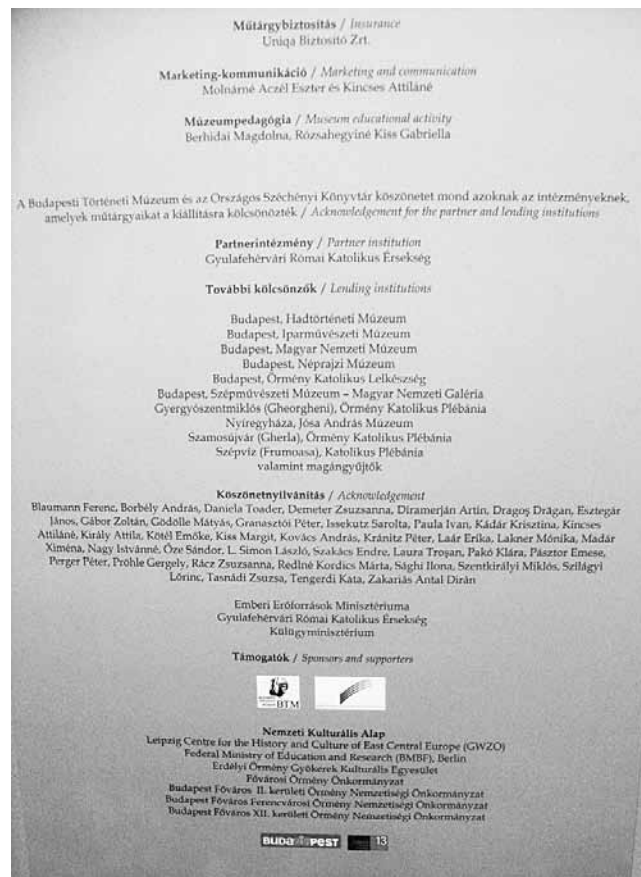 Műtárgybiztosítás / Insurance
Uniqa Biztosító Zrt.
Marketing-kommunikáció / Marketing and communication
Molnárné Aczél Eszter és Kincses Attiláné
Múzeumpedagógia / Museum educational activity
Berhidai Magdolna, Rózsahegyiné Kiss Gabriella
A Budapesti Történeti Múzeum és az Országos Széchényi Könyvtár köszönetet mond azoknak az intézményeknek,
amelyek műtárgyaikat a kiállításra kölcsönözték / Acknowledgement for the partner and lending institutions
Partnerintézmény / Partner institution
Gyulafehérvári Római Katolikus Érsekség
További kölcsönzők / Lending institutions
Budapest, Hadtörténeti Múzeum
Budapest, Iparművészeti Múzeum
Budapest, Magyar Nemzeti Múzeum
Budapest, Néprajzi Múzeum
Budapest, Örmény Katolikus Lelkészség
Budapest, Szépművészeti Múzeum – Magyar Nemzeti Galéria
Gyergyószentmiklós (Gheorgheni), Örmény Katolikus Plébánia
Nyíregyháza, Jósa András Múzeum
Szamosújvár (Gherla), Örmény Katolikus Plébánia
Szépvíz (Frumoasa), Katolikus Plébánia
valamint magángyűjtők
Köszönetnyilvánítás / Acknowledgement
Blaumann Ferenc, Borbély András, Daniela Toader, Demeter Zsuzsanna, Diramerján Artin, Dragoş Drăgan, Esztegár
János, Gábor Zoltán, Gödölle Mátyás, Granasztói Péter, Issekutz Sarolta, Paula Ivan, Kádár Krisztina, Kincses
Attiláné, Király Attila, Kötél Emőke, Kiss Margit, Kovács András, Kránitz Péter, Laár Erika, Lakner Mónika, Madár
Xiména, Nagy Istvánné, Őze Sándor, L. Simon László, Szakács Endre, Laura Troşan, Pakó Klára, Pásztor Emese,
Perger Péter, Prőhle Gergely, Rácz Zsuzsanna, Redlné Kordics Márta, Sághi Ilona, Szentkirályi Miklós, Szilágyi
Lőrinc, Tasnádi Zsuzsa, Tengerdi Kata, Zakariás Antal Dirán
Emberi Erőforrások Minisztériuma
Gyulafehérvári Római Katolikus Érsekség
Külügyminisztérium
Támogatók / Sponsors and supporters
BTM
Nemzeti Kulturális Alap
Leipzig Centre for the History and Culture of East Central Europe (GWZO)
Federal Ministry of Education and Research (BMBF), Berlin
Erdélyi Örmény Gyökerek Kulturális Egyesület
Fővárosi Örmény Önkormányzat
Budapest Főváros II. kerületi Örmény Nemzetiségi Önkormányzat
Budapest Főváros Ferencvárosi Örmény Nemzetiségi Önkormányzat
Budapest Főváros XII. kerületi Örmény Nemzetiségi Önkormányzat
BUDAPEST 13